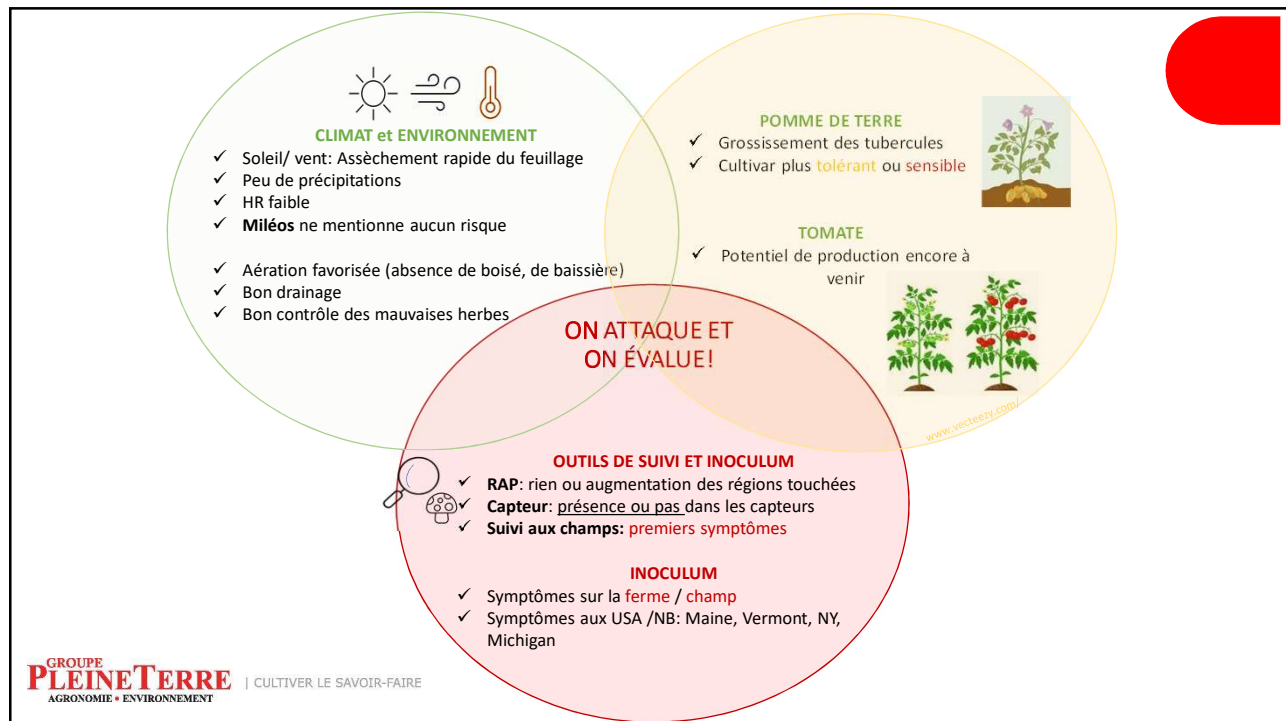 CLIMAT et ENVIRONNEMENT
✓ Soleil/ vent: Assèchement rapide du feuillage
✓ Peu de précipitations
✓ HR faible
✓ Miléos ne mentionne aucun risque
✓ Aération favorisée (absence de boisé, de baissière)
✓ Bon drainage
✓ Bon contrôle des mauvaises herbes
POMME DE TERRE
✓ Grossissement des tubercules
✓ Cultivar plus tolérant ou sensible
TOMATE
✓ Potentiel de production encore à
venir
www.vecteezy.com/
ON ATTAQUE ET
ON ÉVALUE!
OUTILS DE SUIVI ET INOCULUM
✓ RAP: rien ou augmentation des régions touchées
✓ Capteur: présence ou pas dans les capteurs
✓ Suivi aux champs: premiers symptômes
INOCULUM
✓ Symptômes sur la ferme / champ
✓ Symptômes aux USA /NB: Maine, Vermont, NY,
Michigan
GROUPE
PLEINETERRE | CULTIVER LE SAVOIR-FAIRE
AGRONOMIE • ENVIRONNEMENT